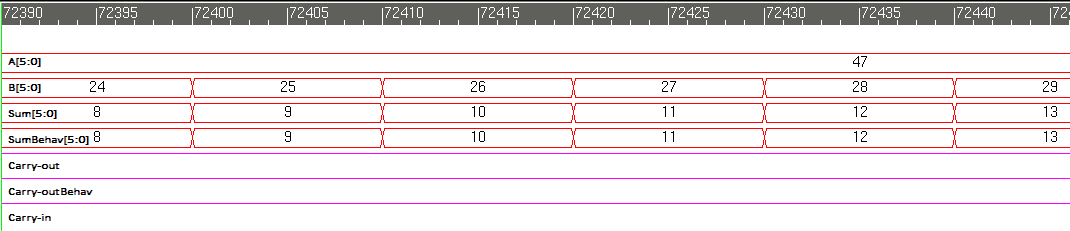 72390 72395 72400 72405 72410 72415 72420 72425 72430 72435 72440 724
A[5:0] 47
B[5:0] 24 25 26 27 28 29
Sum[5:0] 8 9 10 11 12 13
SumBehav[5:0] 8 9 10 11 12 13
Carry-out
Carry-outBehav
Carry-in